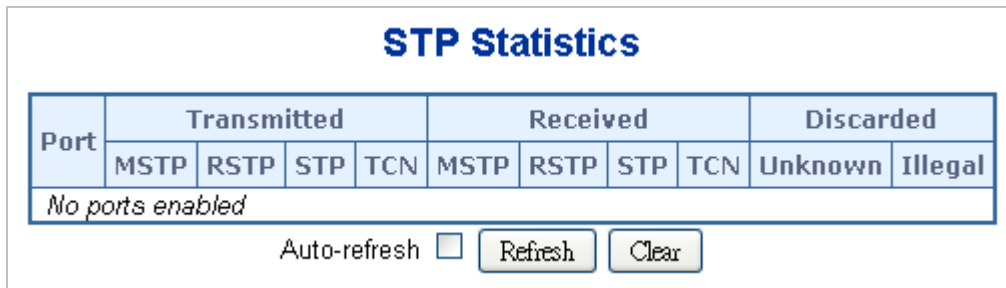 STP Statistics
Port Transmitted Received Discarded
MSTP RSTP STP TCN MSTP RSTP STP TCN Unknown Illegal
No ports enabled
Auto-refresh Refresh Clear